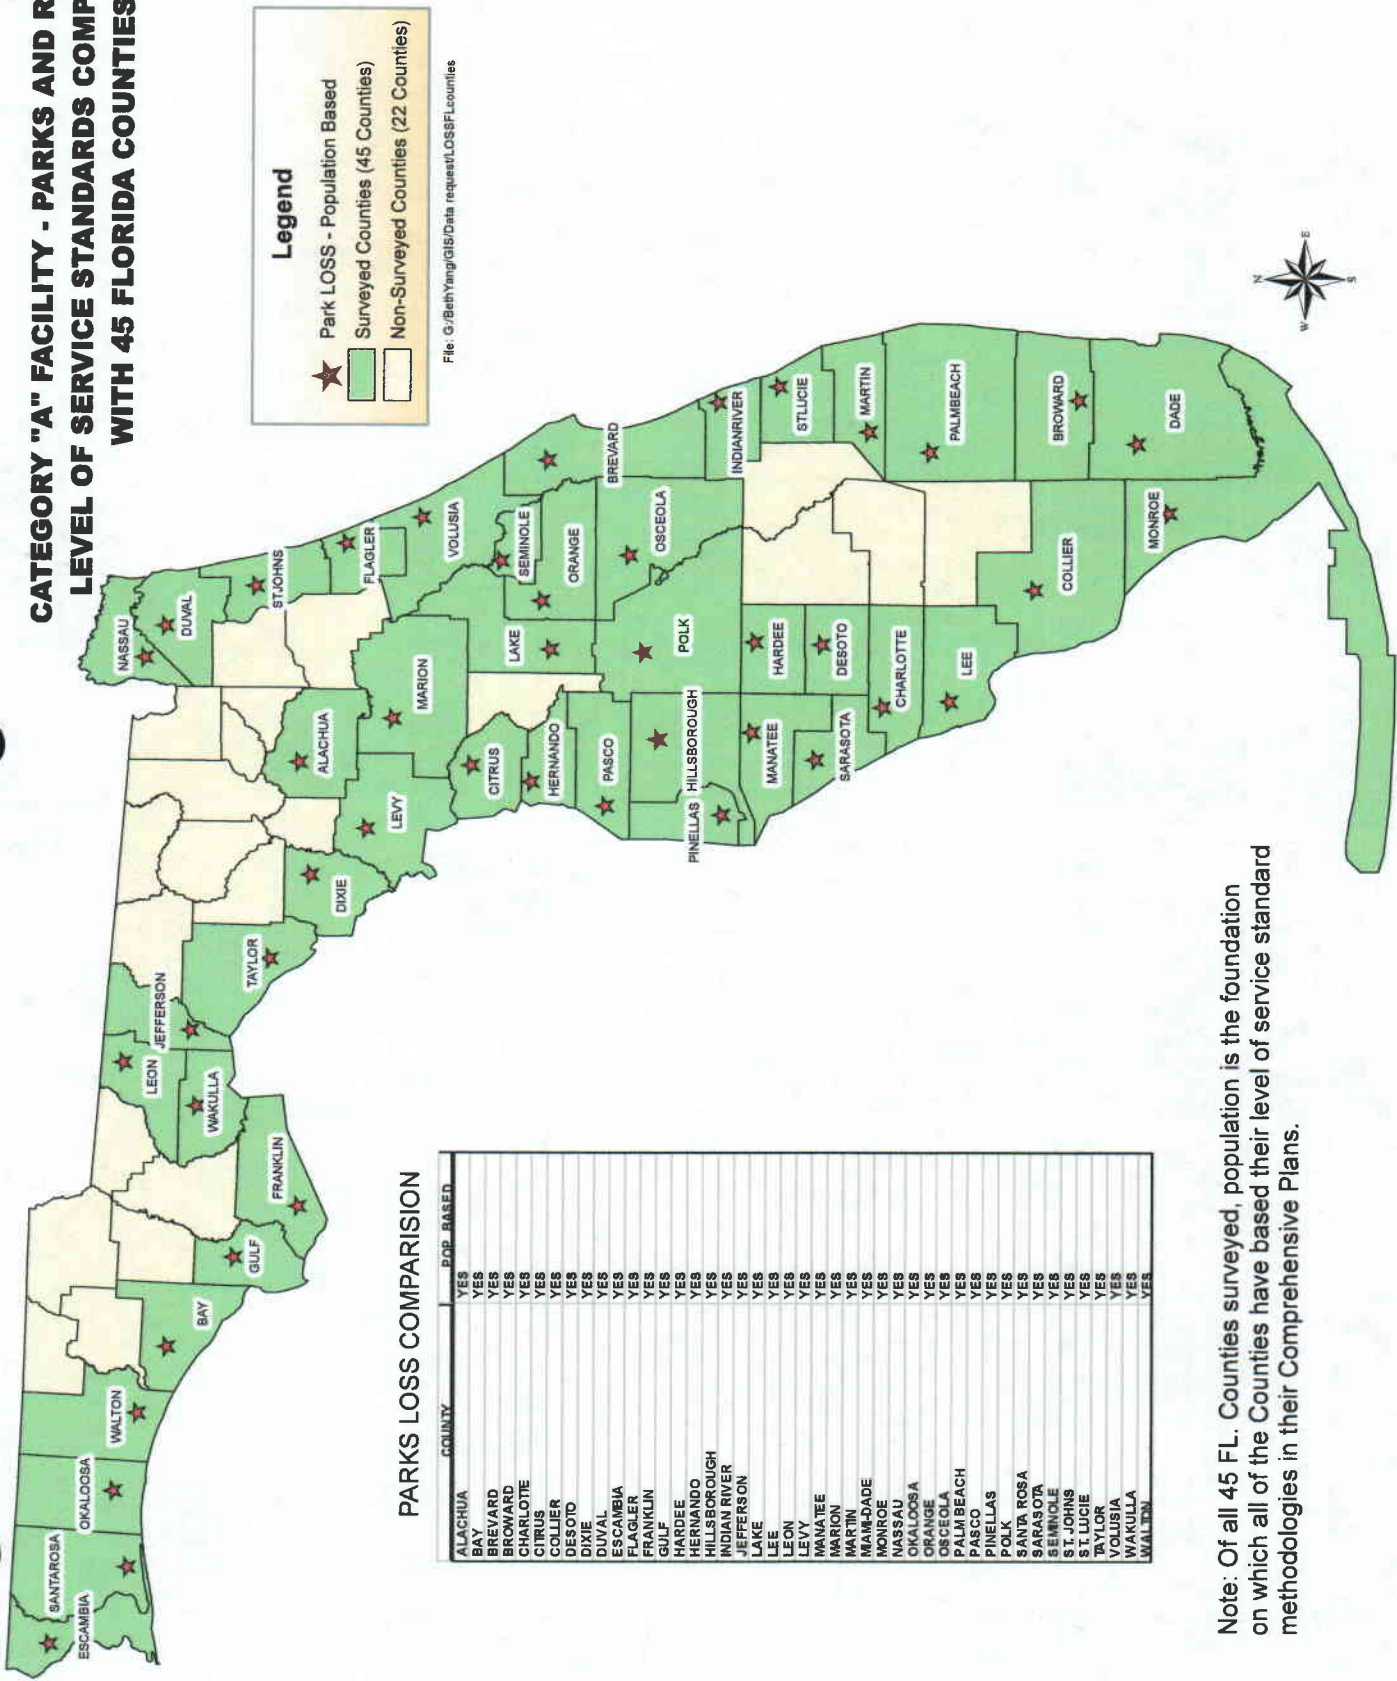 CATEGORY "A" FACILITY - PARKS AND R
LEVEL OF SERVICE STANDARDS COMP
WITH 45 FLORIDA COUNTIES
Legend
Park LOSS - Population Based
Surveyed Counties (45 Counties)
Non-Surveyed Counties (22 Counties)
File: G:/BethYang/GIS/Data request/LOSSFLcounties
ESCAMBIA
SANTAROSA
OKALOOSA
WALTON
BAY
GULF
FRANKLIN
WAKULLA
LEON
JEFFERSON
TAYLOR
DIXIE
LEVY
ALACHUA
MARION
NASSAU
DUVAL
STJOHNS
FLAGLER
VOLUSIA
CITRUS
HERNANDO
PASCO
LAKE
SEMINOLE
ORANGE
BREVARD
OSCEOLA
POLK
HILLSBOROUGH
PINELLAS
MANATEE
SARASOTA
HARDEE
DESOTO
CHARLOTTE
LEE
INDIANRIVER
STLUCIE
MARTIN
PALMBEACH
BROWARD
DADE
COLLIER
MONROE
N
W
E
S
PARKS LOSS COMPARISION
COUNTY POP BASED
ALACHUA YES
BAY YES
BREVARD YES
BROWARD YES
CHARLOTTE YES
CITRUS YES
COLLIER YES
DESOTO YES
DIXIE YES
DUVAL YES
ESCAMBIA YES
FLAGLER YES
FRANKLIN YES
GULF YES
HARDEE YES
HERNANDO YES
HILLSBOROUGH YES
INDIAN RIVER YES
JEFFERSON YES
LAKE YES
LEE YES
LEON YES
LEVY YES
MANATEE YES
MARION YES
MARTIN YES
MIAMI-DADE YES
MONROE YES
NASSAU YES
OKALOOSA YES
ORANGE YES
OSCEOLA YES
PALM BEACH YES
PASCO YES
PINELLAS YES
POLK YES
SANTA ROSA YES
SARASOTA YES
SEMINOLE YES
ST. JOHNS YES
ST. LUCIE YES
TAYLOR YES
VOLUSIA YES
WAKULLA YES
WALTON YES
Note: Of all 45 FL. Counties surveyed, population is the foundation
on which all of the Counties have based their level of service standard
methodologies in their Comprehensive Plans.